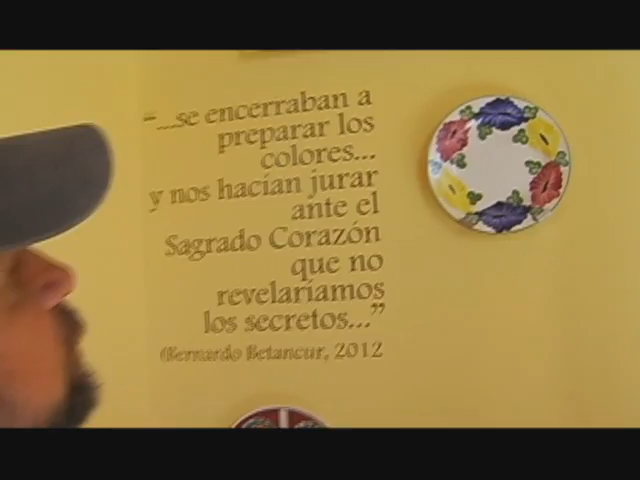 “...se encerraban a
preparar los
colores...
y nos hacían jurar
ante el
Sagrado Corazón
que no
revelaríamos
los secretos...”
(Bernardo Betancur, 2012